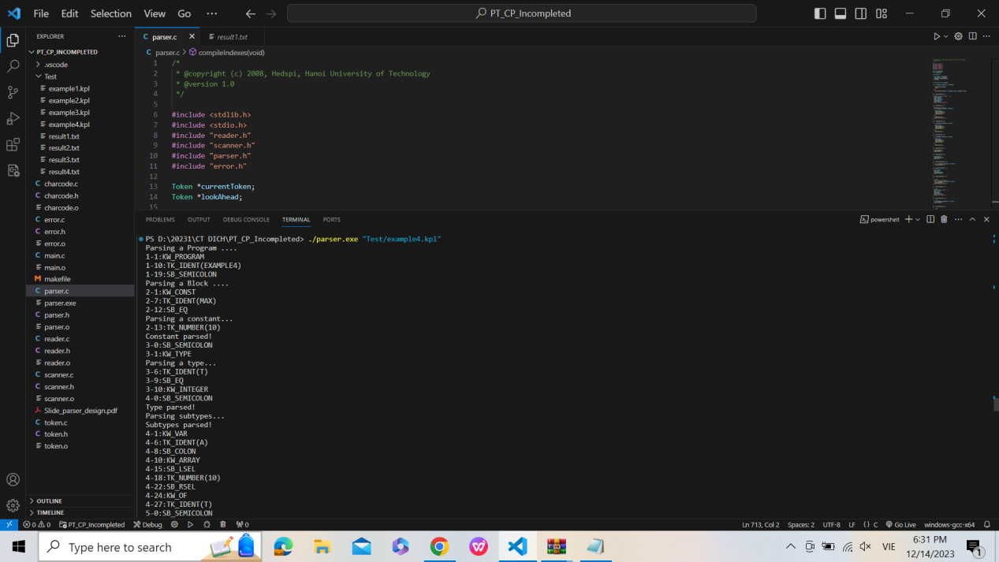 File Edit Selection View Go ··· PT_CP_Incompleted
EXPLORER ···
PT_CP_INCOMPLETED
.vscode
Test
example1.kpl
example2.kpl
example3.kpl
example4.kpl
result1.txt
result2.txt
result3.txt
result4.txt
C charcode.c
C charcode.h
charcode.o
C error.c
C error.h
error.o
C main.c
main.o
M makefile
C parser.c
parser.exe
C parser.h
parser.o
C reader.c
C reader.h
reader.o
C scanner.c
C scanner.h
scanner.o
Slide_parser_design.pdf
C token.c
C token.h
token.o
OUTLINE
TIMELINE
C parser.c × result1.txt
C parser.c > compileIndexes(void)
1 /*
2 * @copyright (c) 2008, Hedspi, Hanoi University of Technology
3 * @version 1.0
4 */
5
6 #include <stdlib.h>
7 #include <stdio.h>
8 #include "reader.h"
9 #include "scanner.h"
10 #include "parser.h"
11 #include "error.h"
12
13 Token *currentToken;
14 Token *lookAhead;
15
PROBLEMS OUTPUT DEBUG CONSOLE TERMINAL PORTS powershell
PS D:\20231\CT DICH\PT_CP_Incompleted> ./parser.exe "Test/example4.kpl"
Parsing a Program ....
1-1:KW_PROGRAM
1-10:TK_IDENT(EXAMPLE4)
1-19:SB_SEMICOLON
Parsing a Block ....
2-1:KW_CONST
2-7:TK_IDENT(MAX)
2-12:SB_EQ
Parsing a constant...
2-13:TK_NUMBER(10)
Constant parsed!
3-0:SB_SEMICOLON
3-1:KW_TYPE
Parsing a type...
3-6:TK_IDENT(T)
3-9:SB_EQ
3-10:KW_INTEGER
4-0:SB_SEMICOLON
Type parsed!
Parsing subtypes...
Subtypes parsed!
4-1:KW_VAR
4-6:TK_IDENT(A)
4-8:SB_COLON
4-10:KW_ARRAY
4-15:SB_LSEL
4-18:TK_NUMBER(10)
4-22:SB_RSEL
4-24:KW_OF
4-27:TK_IDENT(T)
5-0:SB_SEMICOLON
0 0 PT_CP_Incompleted Debug 0 Ln 713, Col 2 Spaces: 2 UTF-8 LF {} C Go Live windows-gcc-x64
Type here to search VIE 6:31 PM
12/14/2023 1